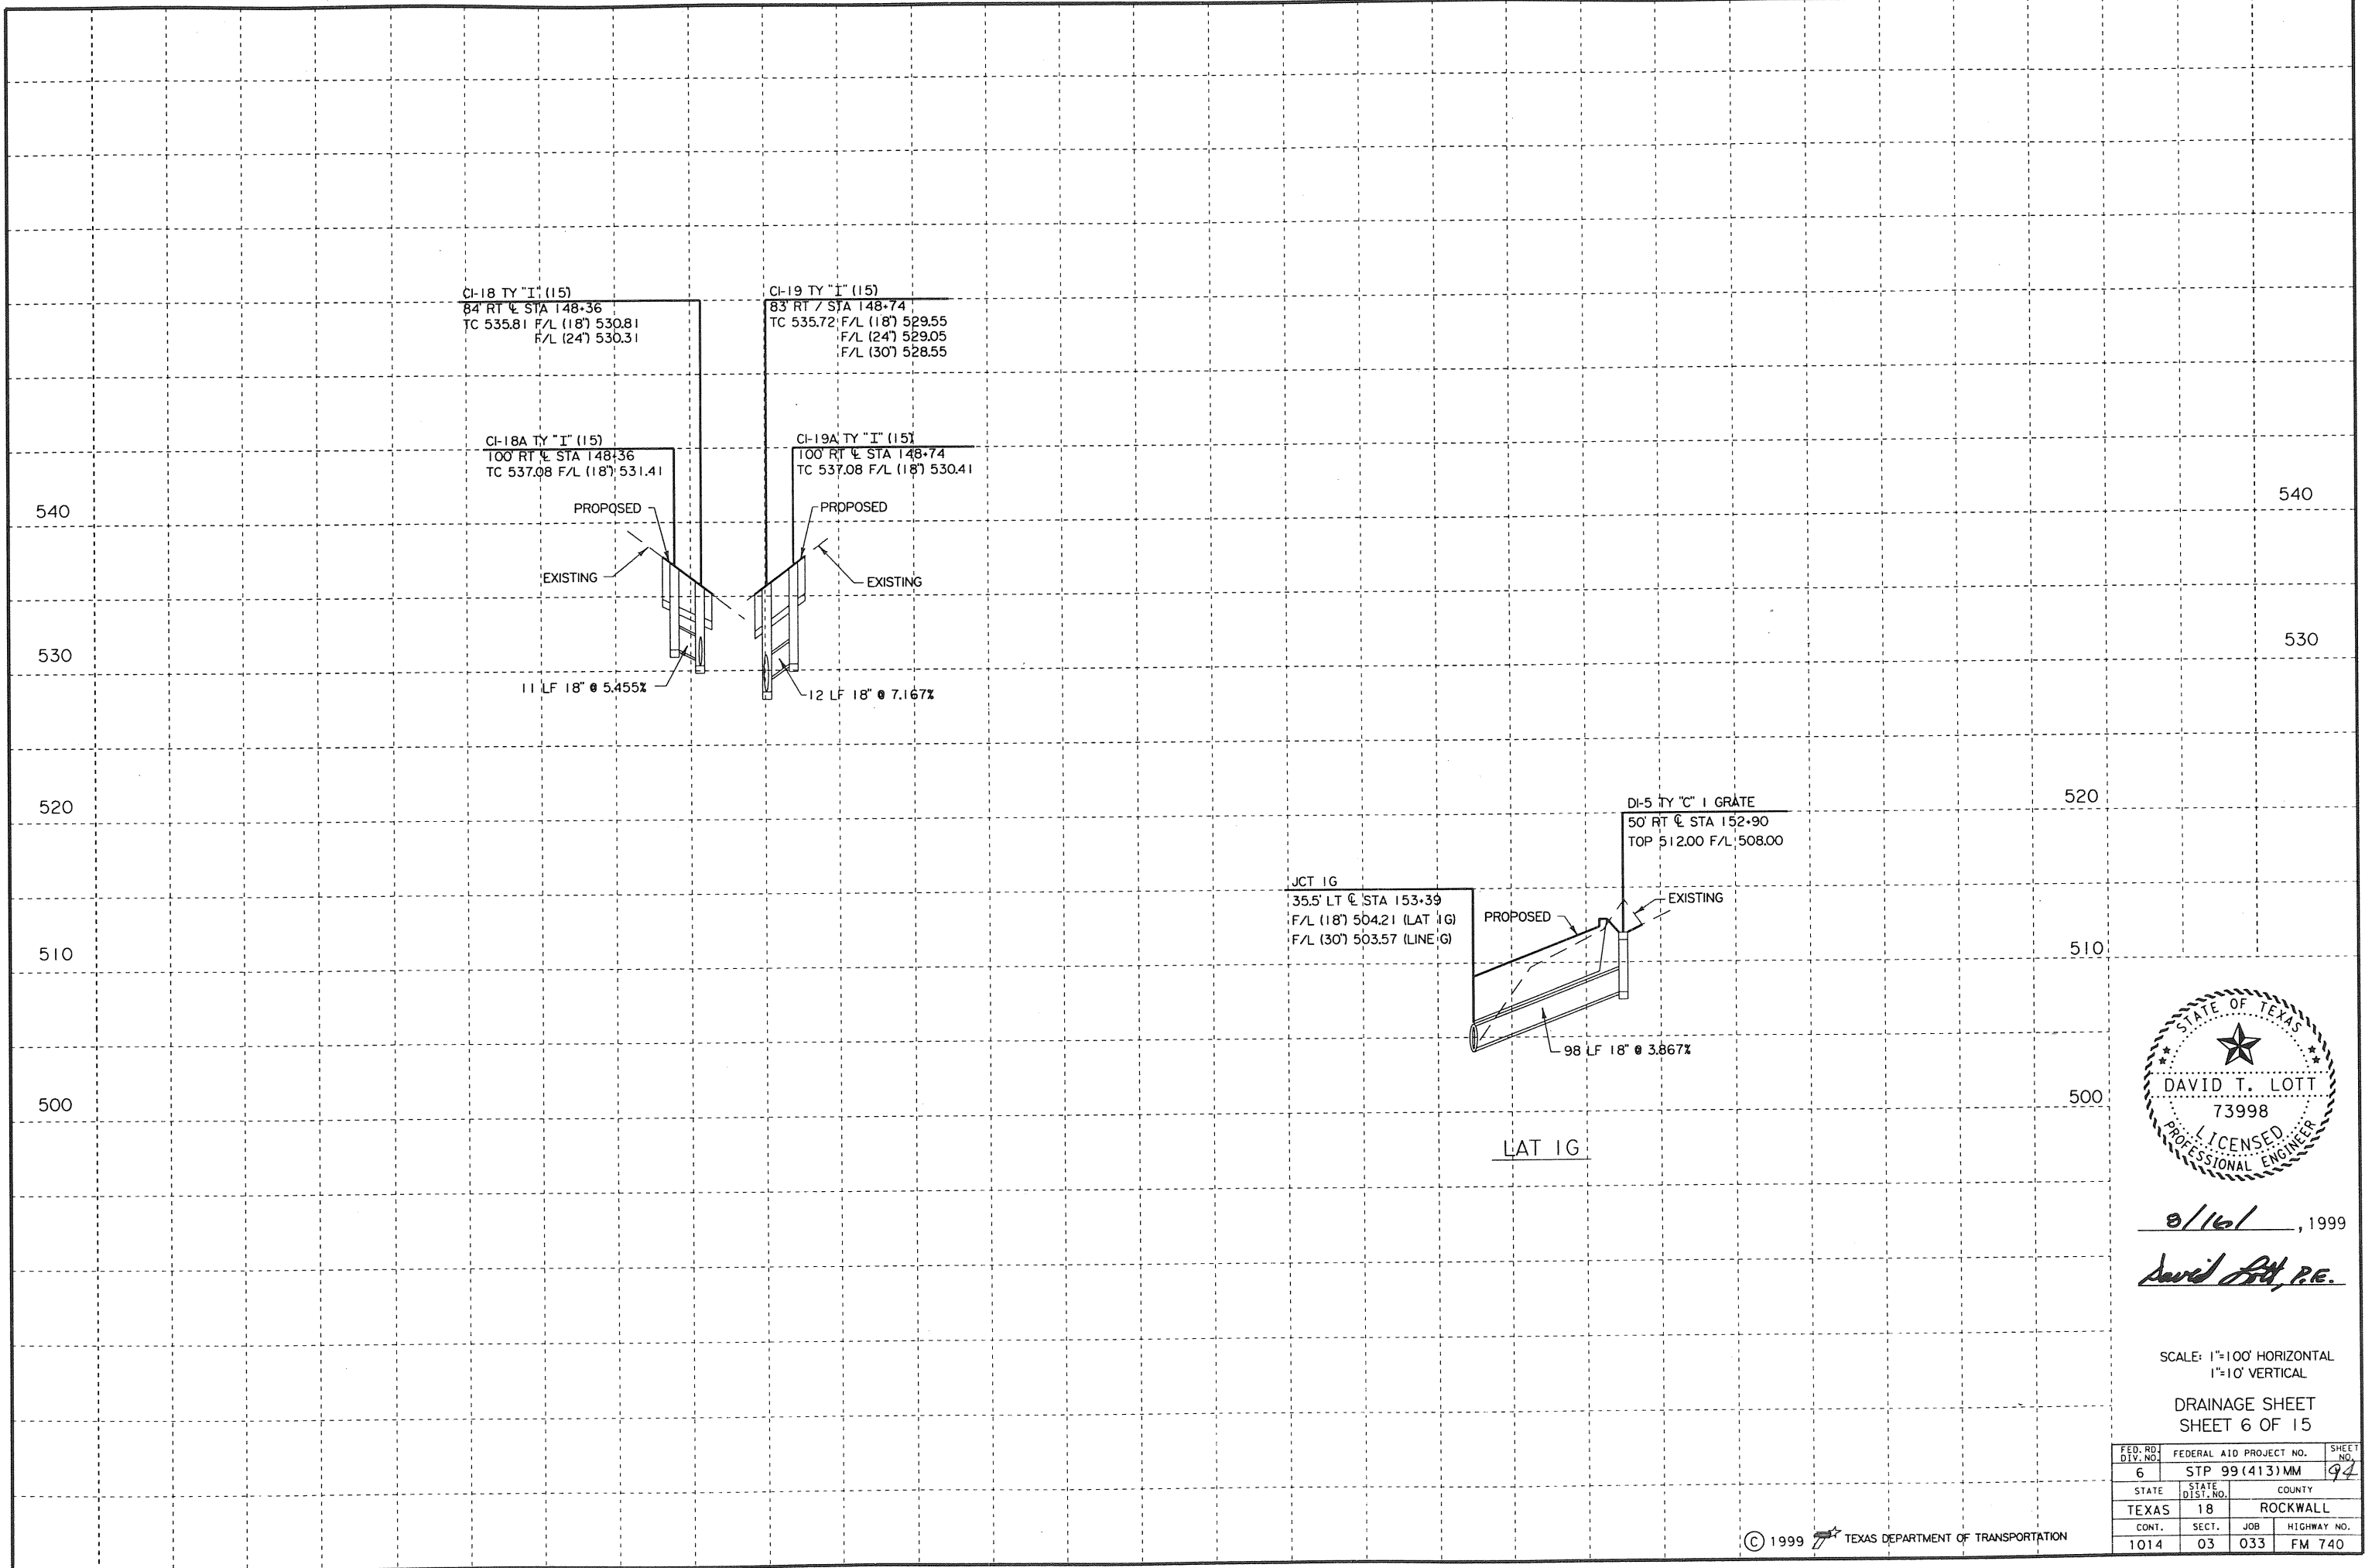 CI-18 TY "I" (15)
84' RT ℄ STA 148+36
TC 535.81 F/L (18") 530.81
F/L (24") 530.31
CI-19 TY "I" (15)
83' RT / STA 148+74
TC 535.72 F/L (18") 529.55
F/L (24") 529.05
F/L (30") 528.55
CI-18A TY "I" (15)
100' RT ℄ STA 148+36
TC 537.08 F/L (18") 531.41
CI-19A TY "I" (15)
100' RT ℄ STA 148+74
TC 537.08 F/L (18") 530.41
PROPOSED
PROPOSED
540
540
EXISTING
EXISTING
530
530
11 LF 18" @ 5.455%
12 LF 18" @ 7.167%
520
520
DI-5 TY "C" 1 GRATE
50' RT ℄ STA 152+90
TOP 512.00 F/L 508.00
JCT 1G
35.5' LT ℄ STA 153+39
F/L (18") 504.21 (LAT 1G)
F/L (30") 503.57 (LINE G)
PROPOSED
EXISTING
510
510
98 LF 18" @ 3.867%
500
500
LAT 1G
STATE OF TEXAS
DAVID T. LOTT
73998
LICENSED
PROFESSIONAL ENGINEER
8/16/ , 1999
David Lott, P.E.
SCALE: 1"=100' HORIZONTAL
1"=10' VERTICAL
DRAINAGE SHEET
SHEET 6 OF 15
FED. RD. DIV. NO. FEDERAL AID PROJECT NO. SHEET NO.
6 STP 99(413)MM 94
STATE STATE DIST. NO. COUNTY
TEXAS 18 ROCKWALL
CONT. SECT. JOB HIGHWAY NO.
1014 03 033 FM 740
© 1999 TEXAS DEPARTMENT OF TRANSPORTATION